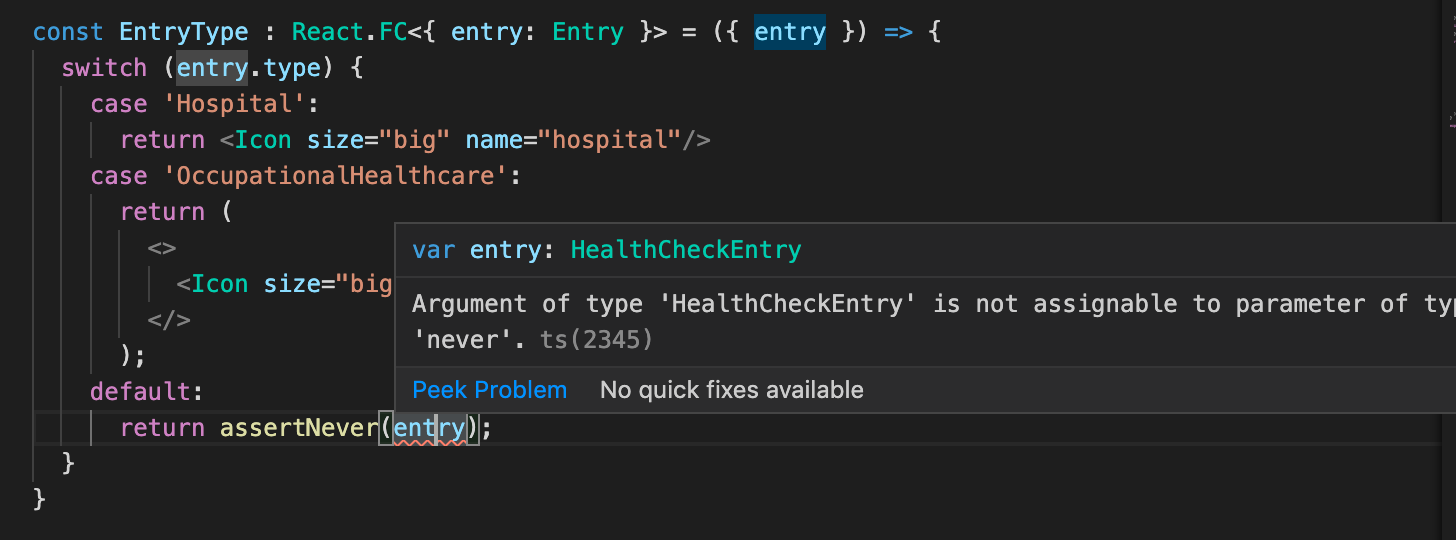 const EntryType : React.FC<{ entry: Entry }> = ({ entry }) => {
switch (entry.type) {
case 'Hospital':
return <Icon size="big" name="hospital"/>
case 'OccupationalHealthcare':
return (
<>
<Icon size="big
</>
);
default:
return assertNever(entry);
}
}
var entry: HealthCheckEntry
Argument of type 'HealthCheckEntry' is not assignable to parameter of
'never'. ts(2345)
Peek Problem No quick fixes available